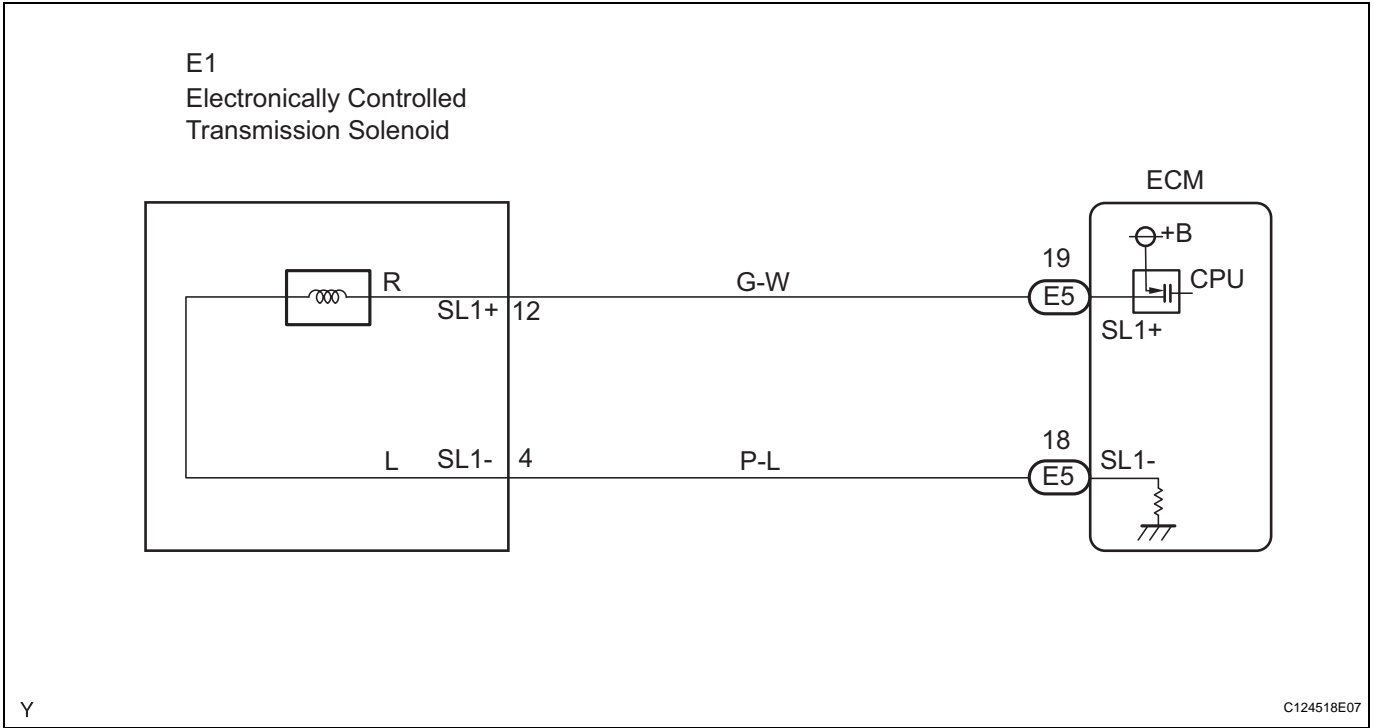 E1
Electronically Controlled
Transmission Solenoid
ECM
+B
19
R
G-W
E5
CPU
SL1+
12
SL1+
18
L
SL1-
4
P-L
E5
SL1-
Y
C124518E07